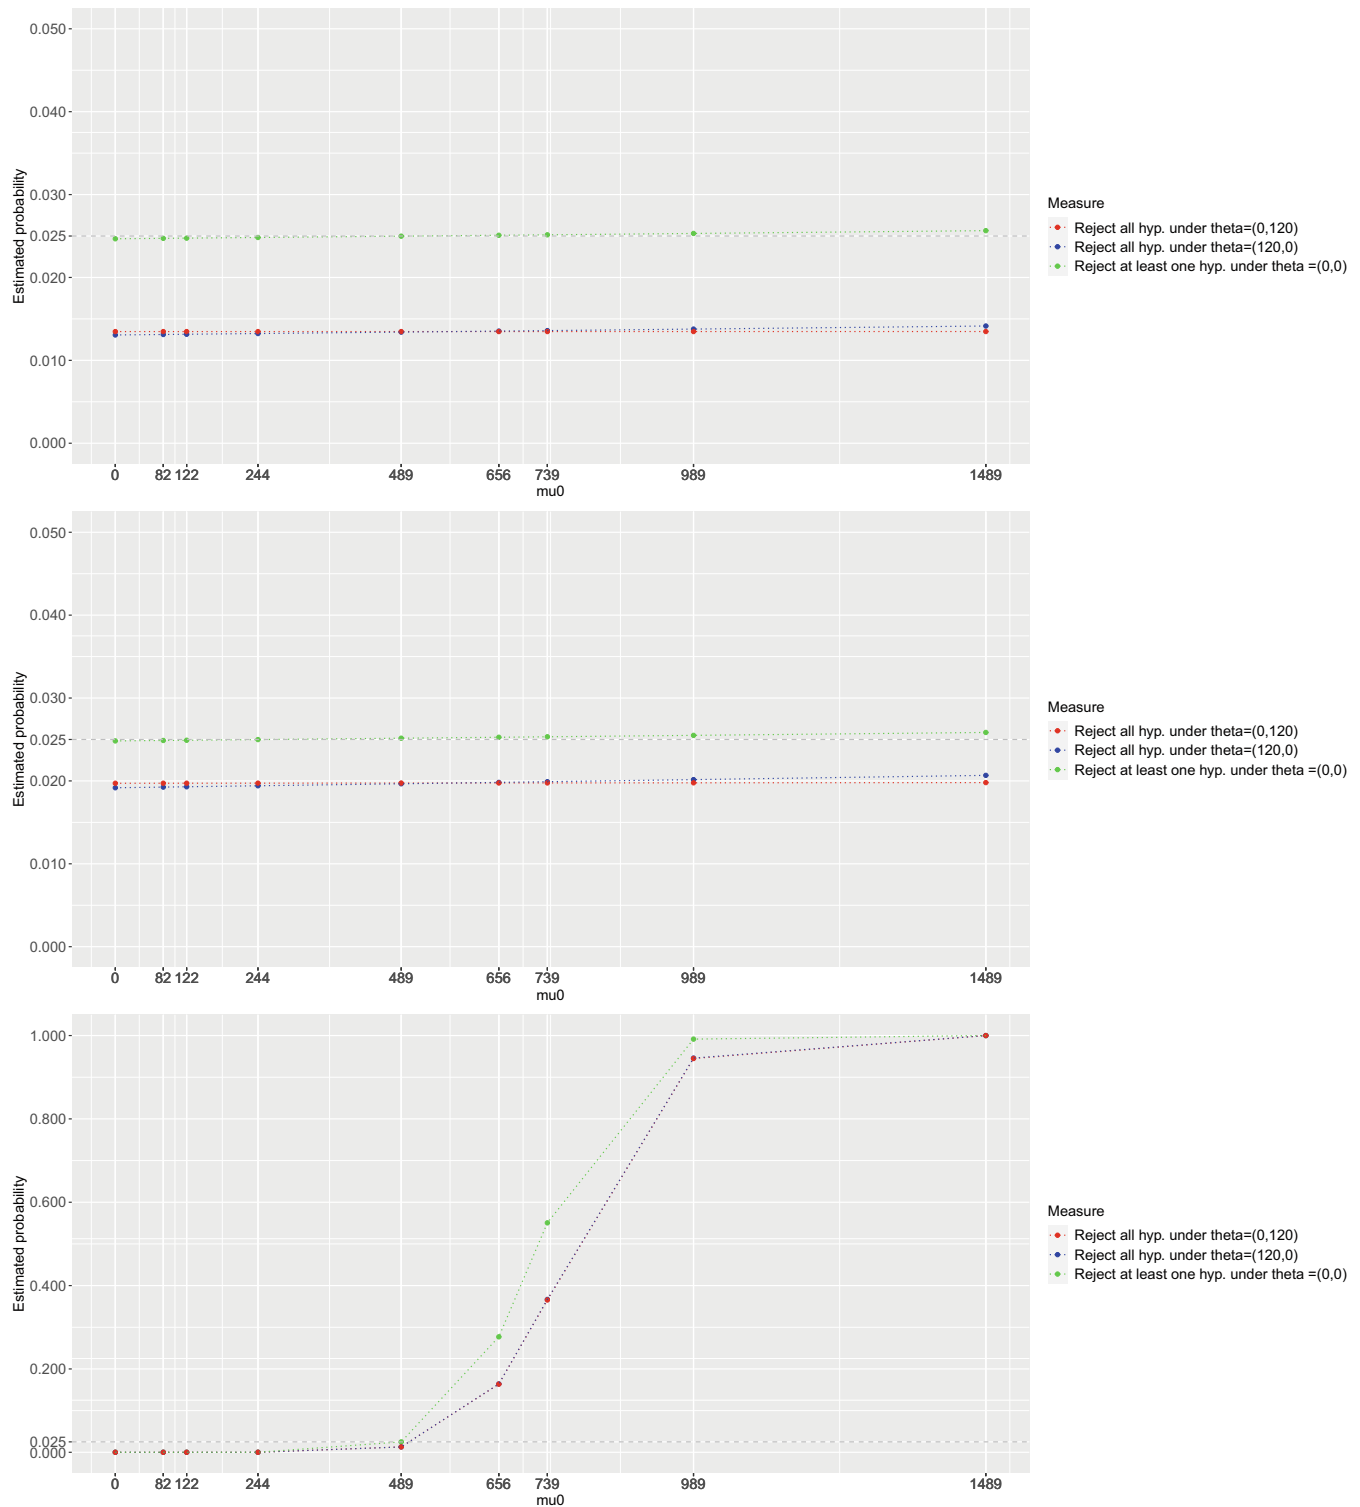 Estimated probability
0.050
0.040
0.030
0.025
0.020
0.010
0.000
0 82 122 244 489 656 739 989 1489
mu0
Measure
Reject all hyp. under theta=(0,120)
Reject all hyp. under theta=(120,0)
Reject at least one hyp. under theta =(0,0)
Estimated probability
0.050
0.040
0.030
0.025
0.020
0.010
0.000
0 82 122 244 489 656 739 989 1489
mu0
Measure
Reject all hyp. under theta=(0,120)
Reject all hyp. under theta=(120,0)
Reject at least one hyp. under theta =(0,0)
Estimated probability
1.000
0.800
0.600
0.400
0.200
0.025
0.000
0 82 122 244 489 656 739 989 1489
mu0
Measure
Reject all hyp. under theta=(0,120)
Reject all hyp. under theta=(120,0)
Reject at least one hyp. under theta =(0,0)